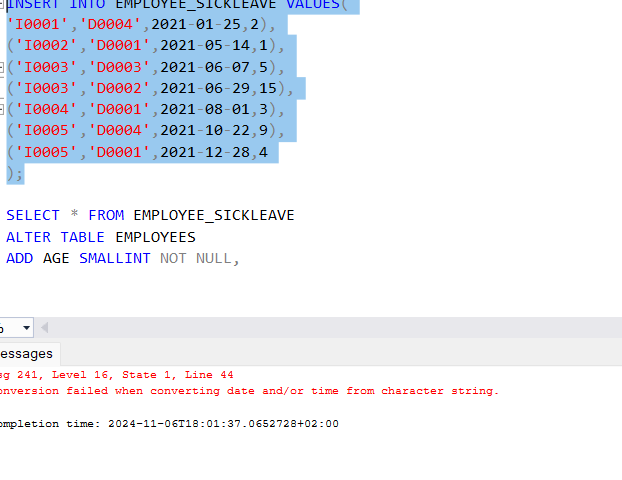 INSERT INTO EMPLOYEE_SICKLEAVE VALUES(
'I0001','D0004',2021-01-25,2),
('I0002','D0001',2021-05-14,1),
('I0003','D0003',2021-06-07,5),
('I0003','D0002',2021-06-29,15),
('I0004','D0001',2021-08-01,3),
('I0005','D0004',2021-10-22,9),
('I0005','D0001',2021-12-28,4
);
SELECT * FROM EMPLOYEE_SICKLEAVE
ALTER TABLE EMPLOYEES
ADD AGE SMALLINT NOT NULL,
%
essages
sg 241, Level 16, State 1, Line 44
onversion failed when converting date and/or time from character string.
ompletion time: 2024-11-06T18:01:37.0652728+02:00